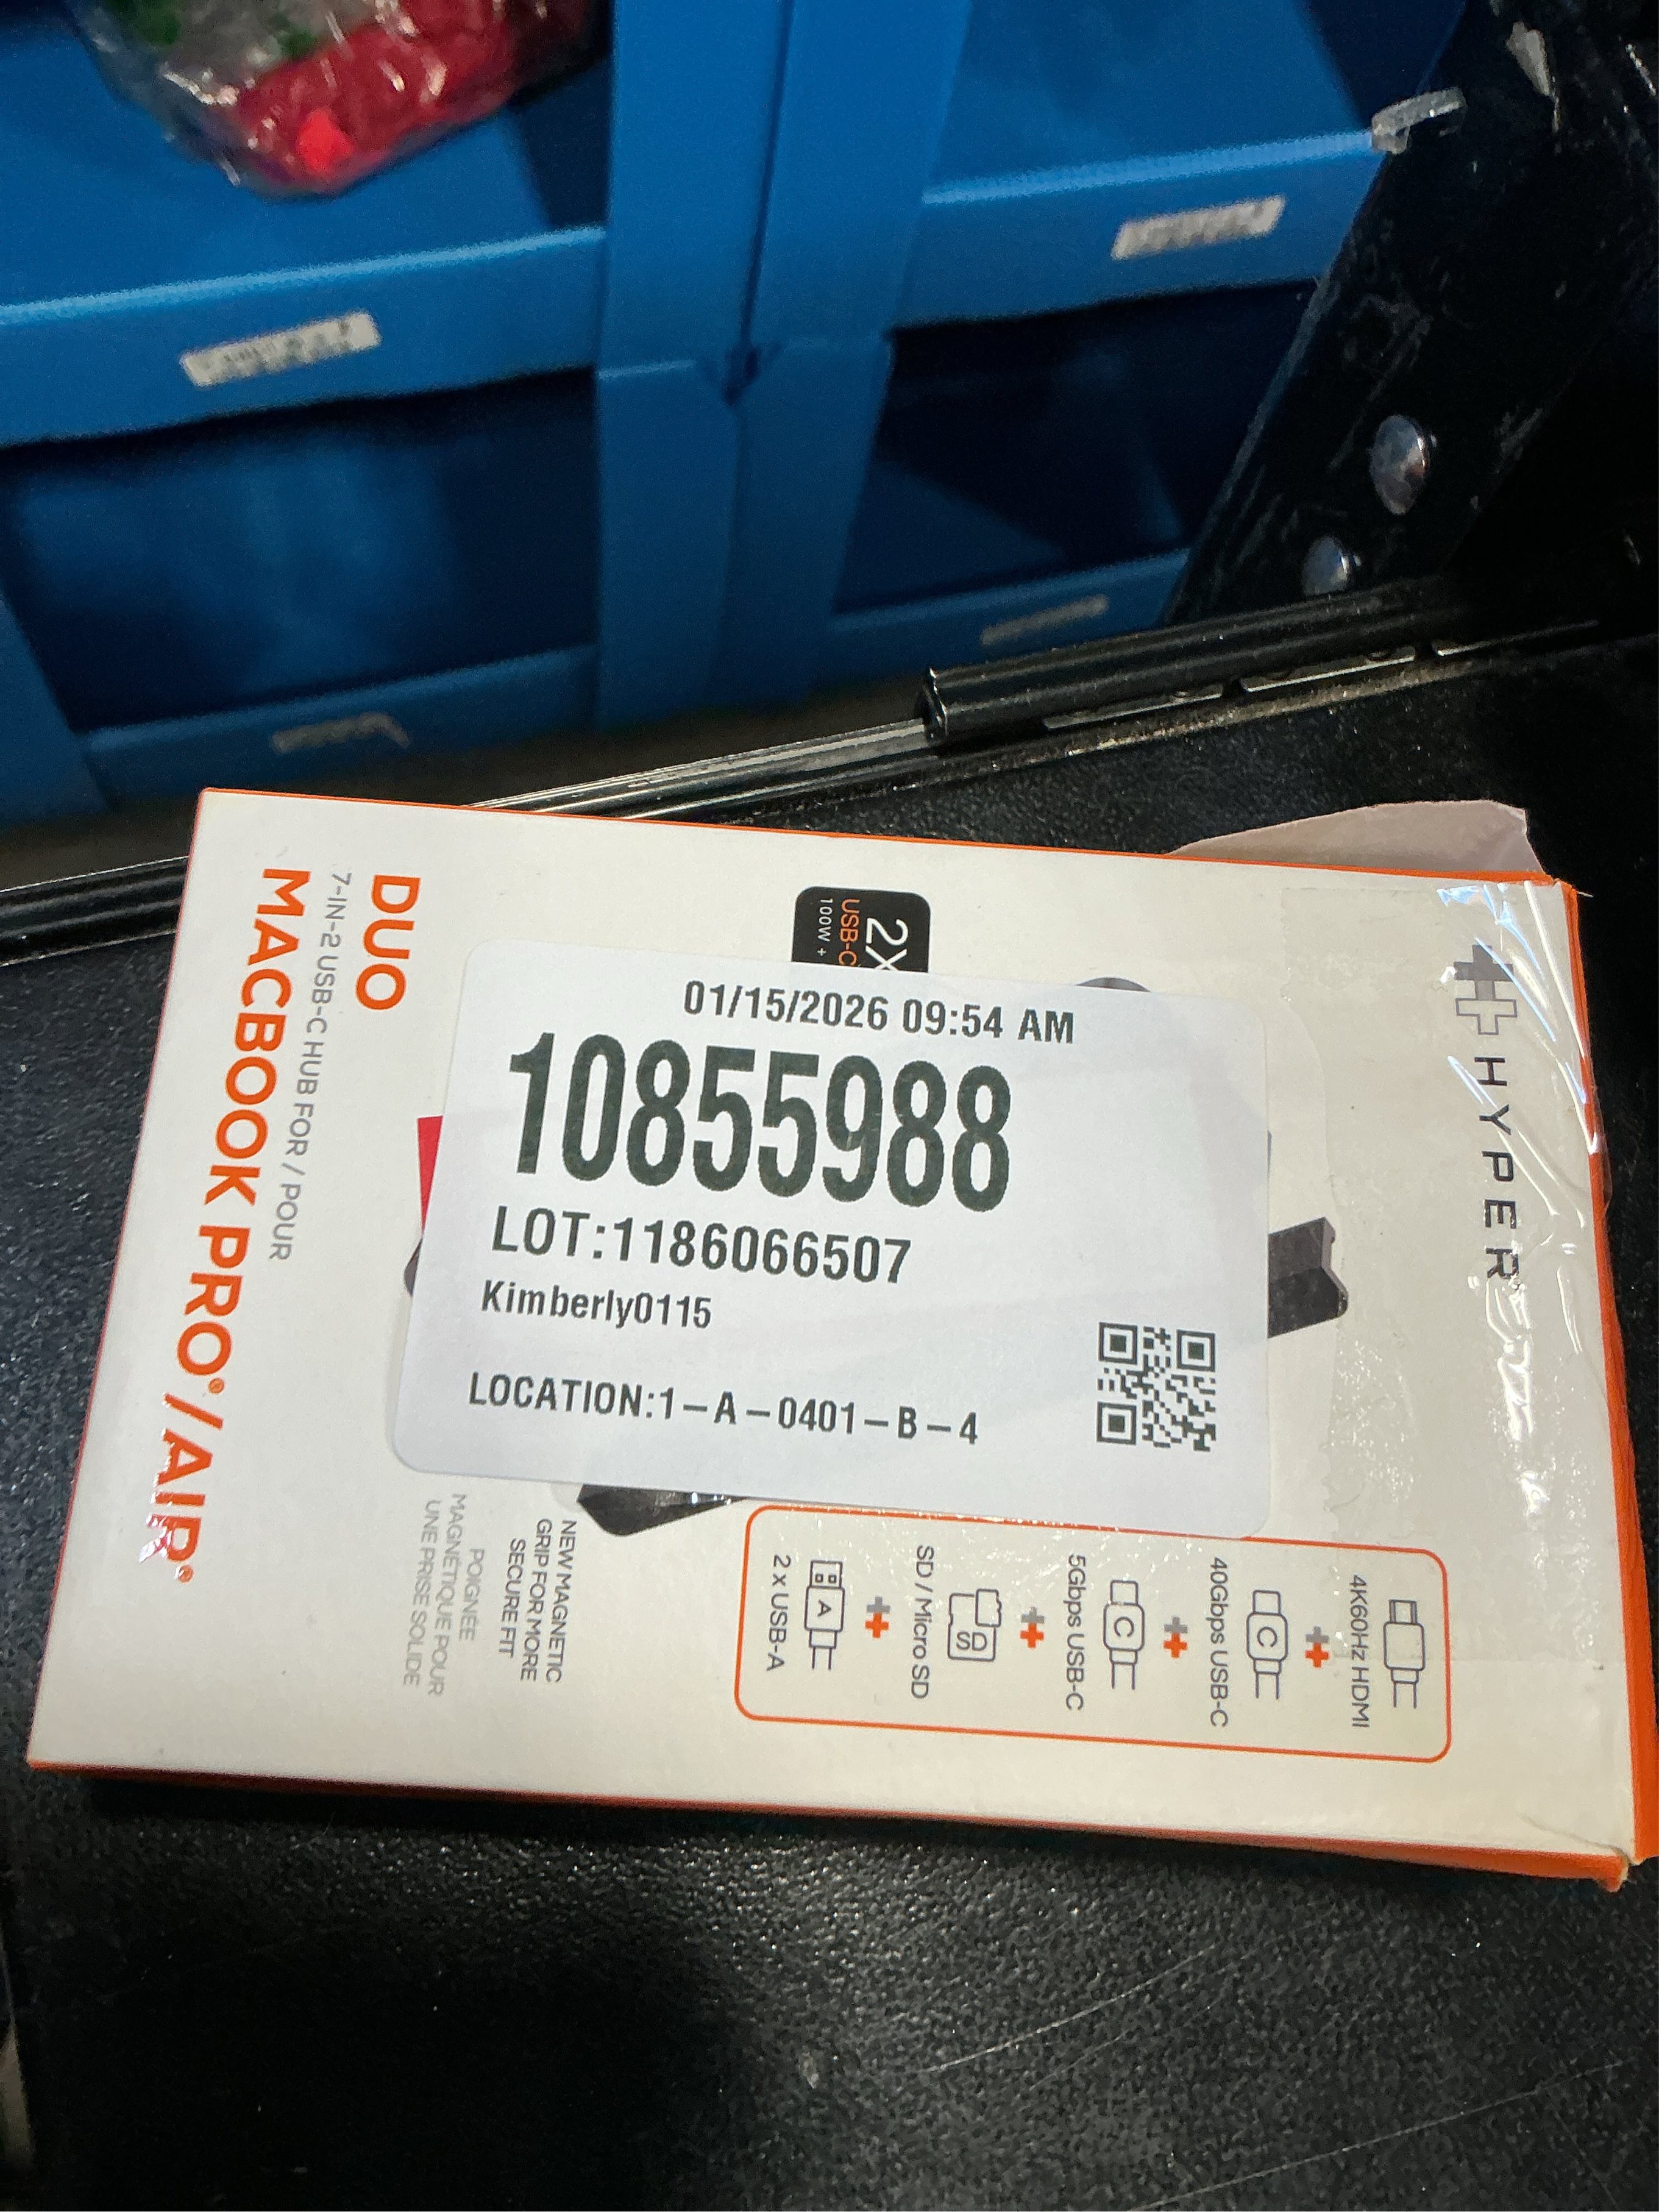 01/15/2026 09:54 AM
10855988
LOT:1186066507
Kimberly0115
LOCATION:1-A-0401-B-4
HYPER
2X
USB-C
100W +
4K60Hz HDMI
40Gbps USB-C
C
5Gbps USB-C
C
SD / Micro SD
S
2 x USB-A
A
NEW MAGNETIC
GRIP FOR MORE
SECURE FIT
POIGNÉE
MAGNÉTIQUE POUR
UNE PRISE SOLIDE
DUO
7-IN-2 USB-C HUB FOR / POUR
MACBOOK PRO®/AIR®